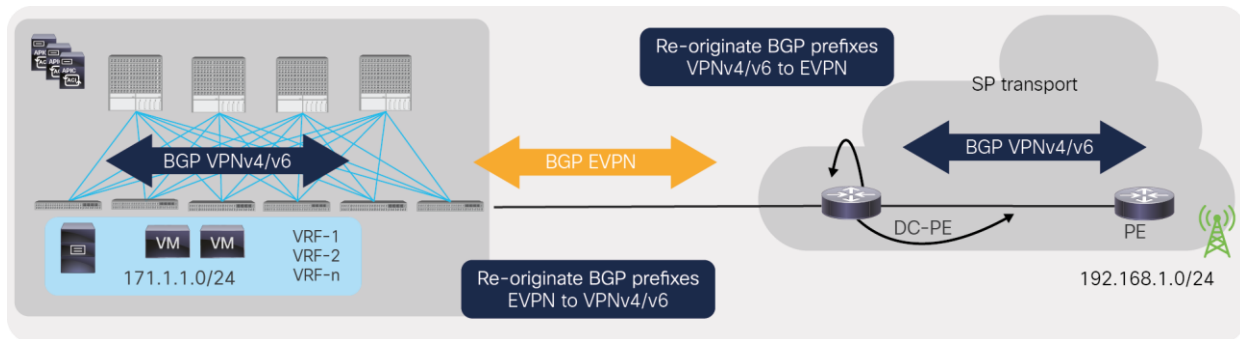 APIC
ACI
BGP VPNv4/v6
VM
VM
VRF-1
VRF-2
VRF-n
171.1.1.0/24
BGP EVPN
Re-originate BGP prefixes
VPNv4/v6 to EVPN
Re-originate BGP prefixes
EVPN to VPNv4/v6
SP transport
BGP VPNv4/v6
DC-PE
PE
192.168.1.0/24